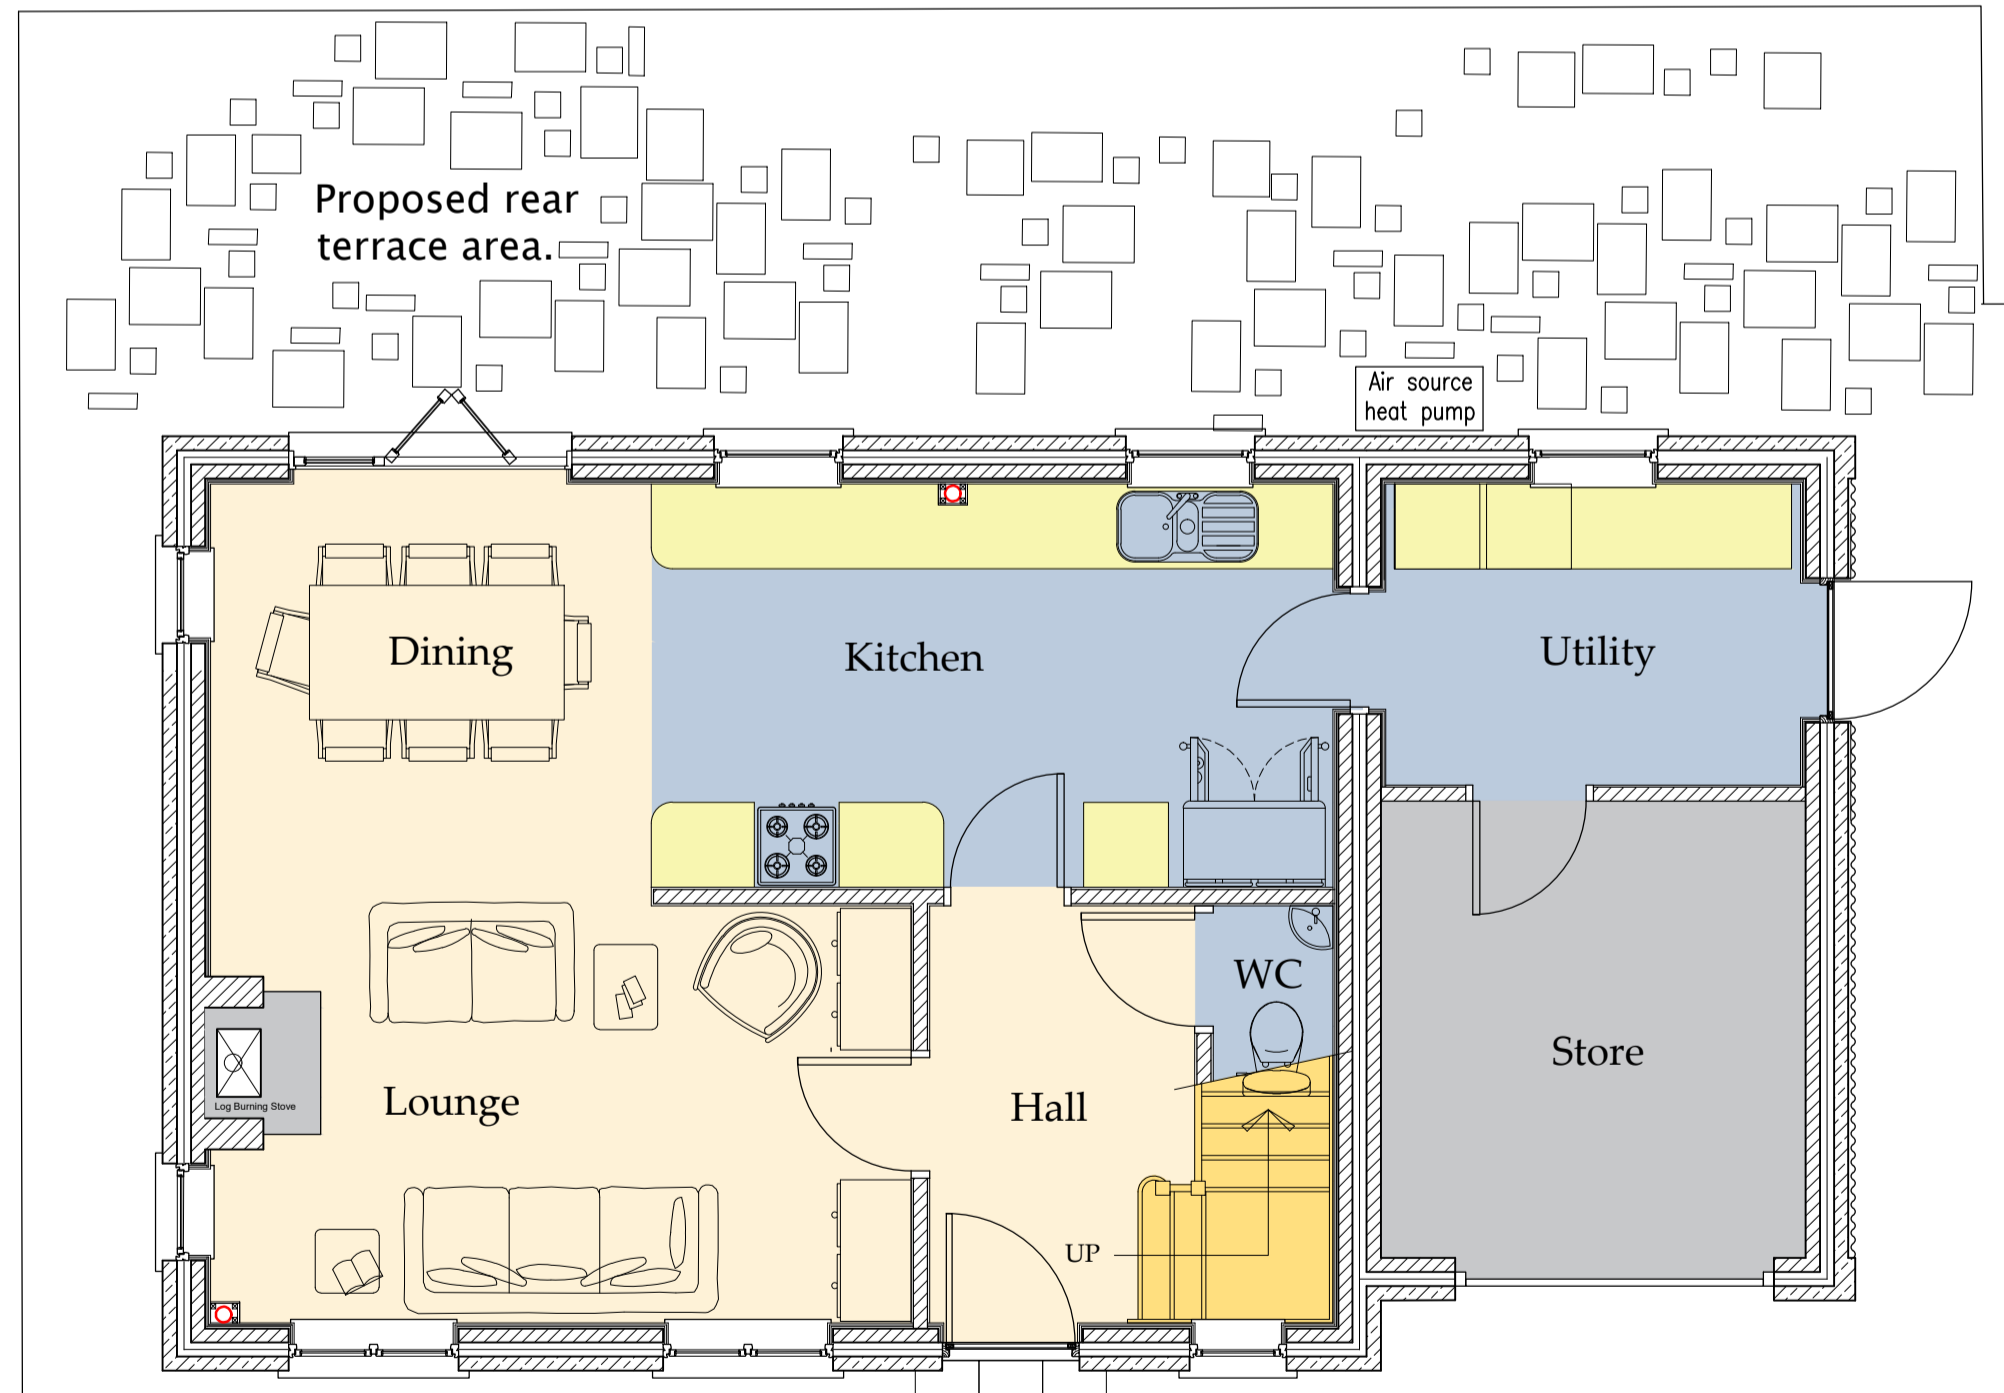 Proposed rear
terrace area.
Air source
heat pump
Dining
Kitchen
Utility
WC
Store
Log Burning Stove
Lounge
Hall
UP